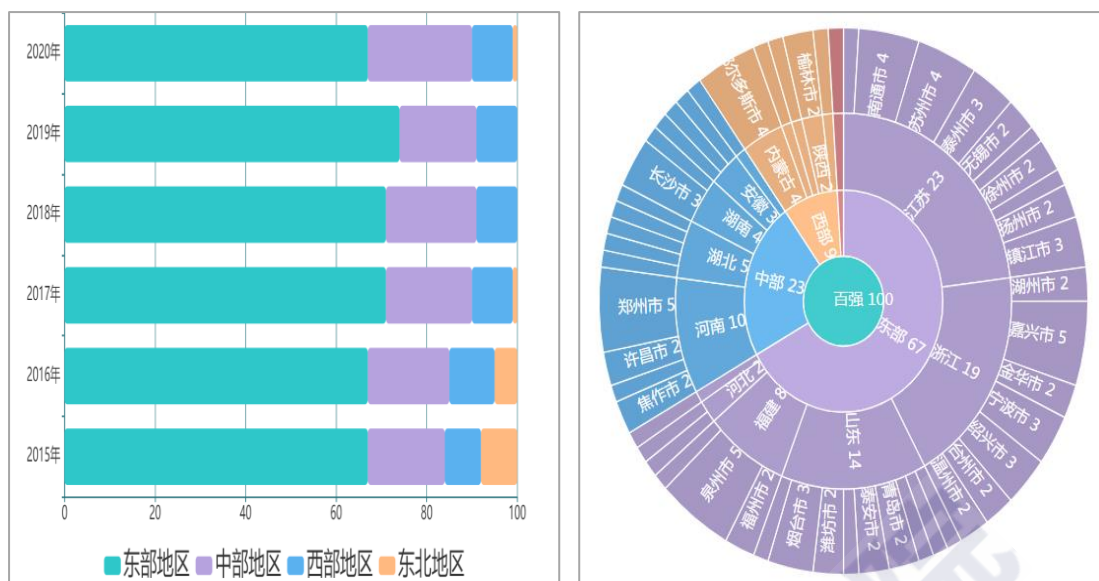 2020年
2019年
2018年
2017年
2016年
2015年
0 20 40 60 80 100
东部地区 中部地区 西部地区 东北地区
百强 100
东部 67
中部 23
西部 9
江苏 23
浙江 19
山东 14
福建 8
河北 2
河南 10
湖北 5
湖南 4
安徽 3
内蒙古 4
陕西 2
南通市 4
苏州市 4
泰州市 3
无锡市 2
徐州市 2
扬州市 2
镇江市 3
湖州市 2
嘉兴市 5
金华市 2
宁波市 3
绍兴市 3
台州市 2
温州市 2
青岛市 2
泰安市 2
潍坊市 2
烟台市 3
福州市 2
泉州市 5
焦作市 2
许昌市 2
郑州市 5
长沙市 3
尔多斯市 4
榆林市 2